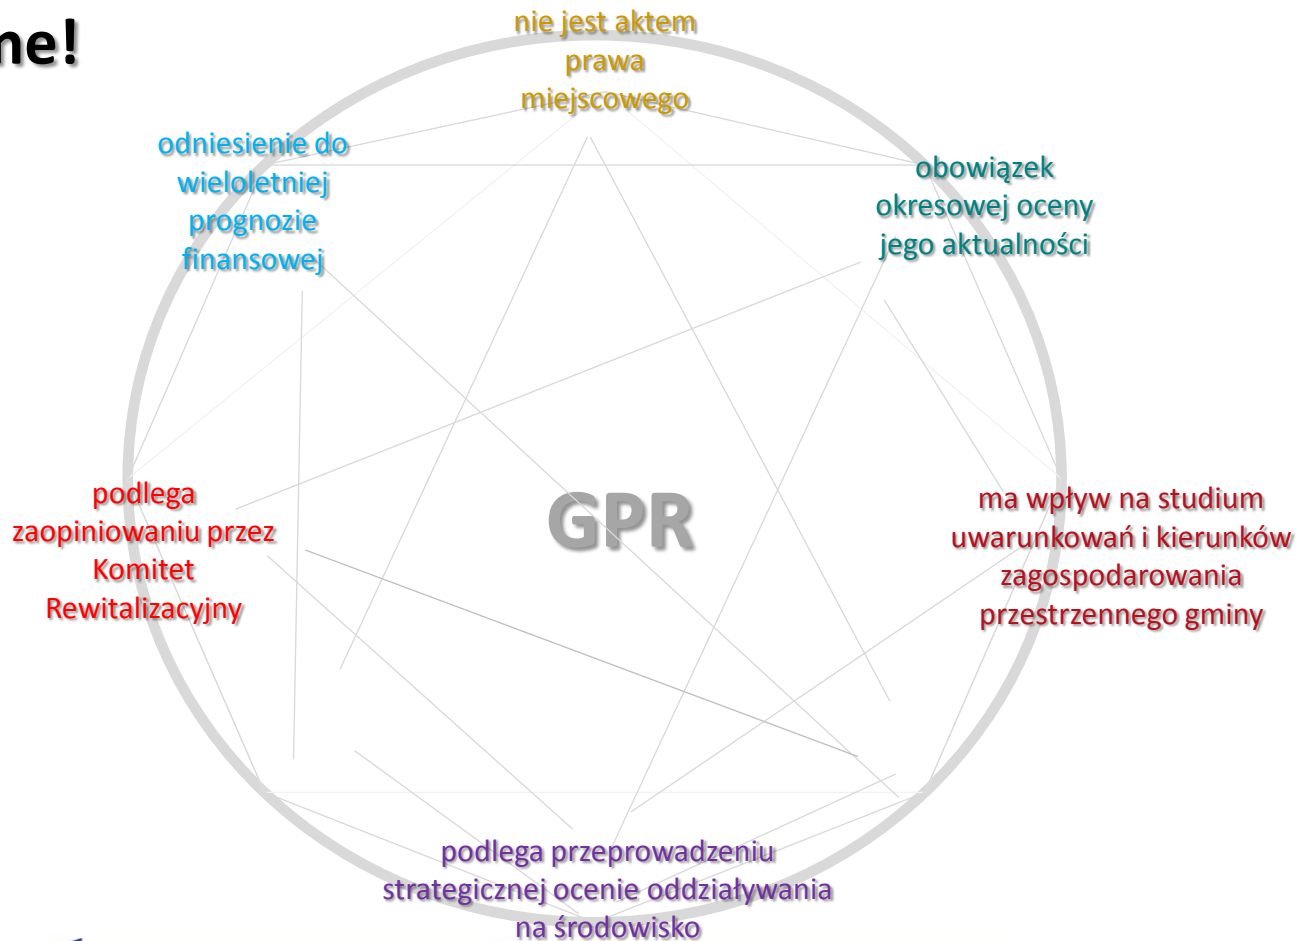 ne!
nie jest aktem
prawa
miejscowego
odniesienie do
wieloletniej
prognozie
finansowej
obowiązek
okresowej oceny
jego aktualności
podlega
zaopiniowaniu przez
Komitet
Rewitalizacyjny
GPR
ma wpływ na studium
uwarunkowań i kierunków
zagospodarowania
przestrzennego gminy
podlega przeprowadzeniu
strategicznej ocenie oddziaływania
na środowisko